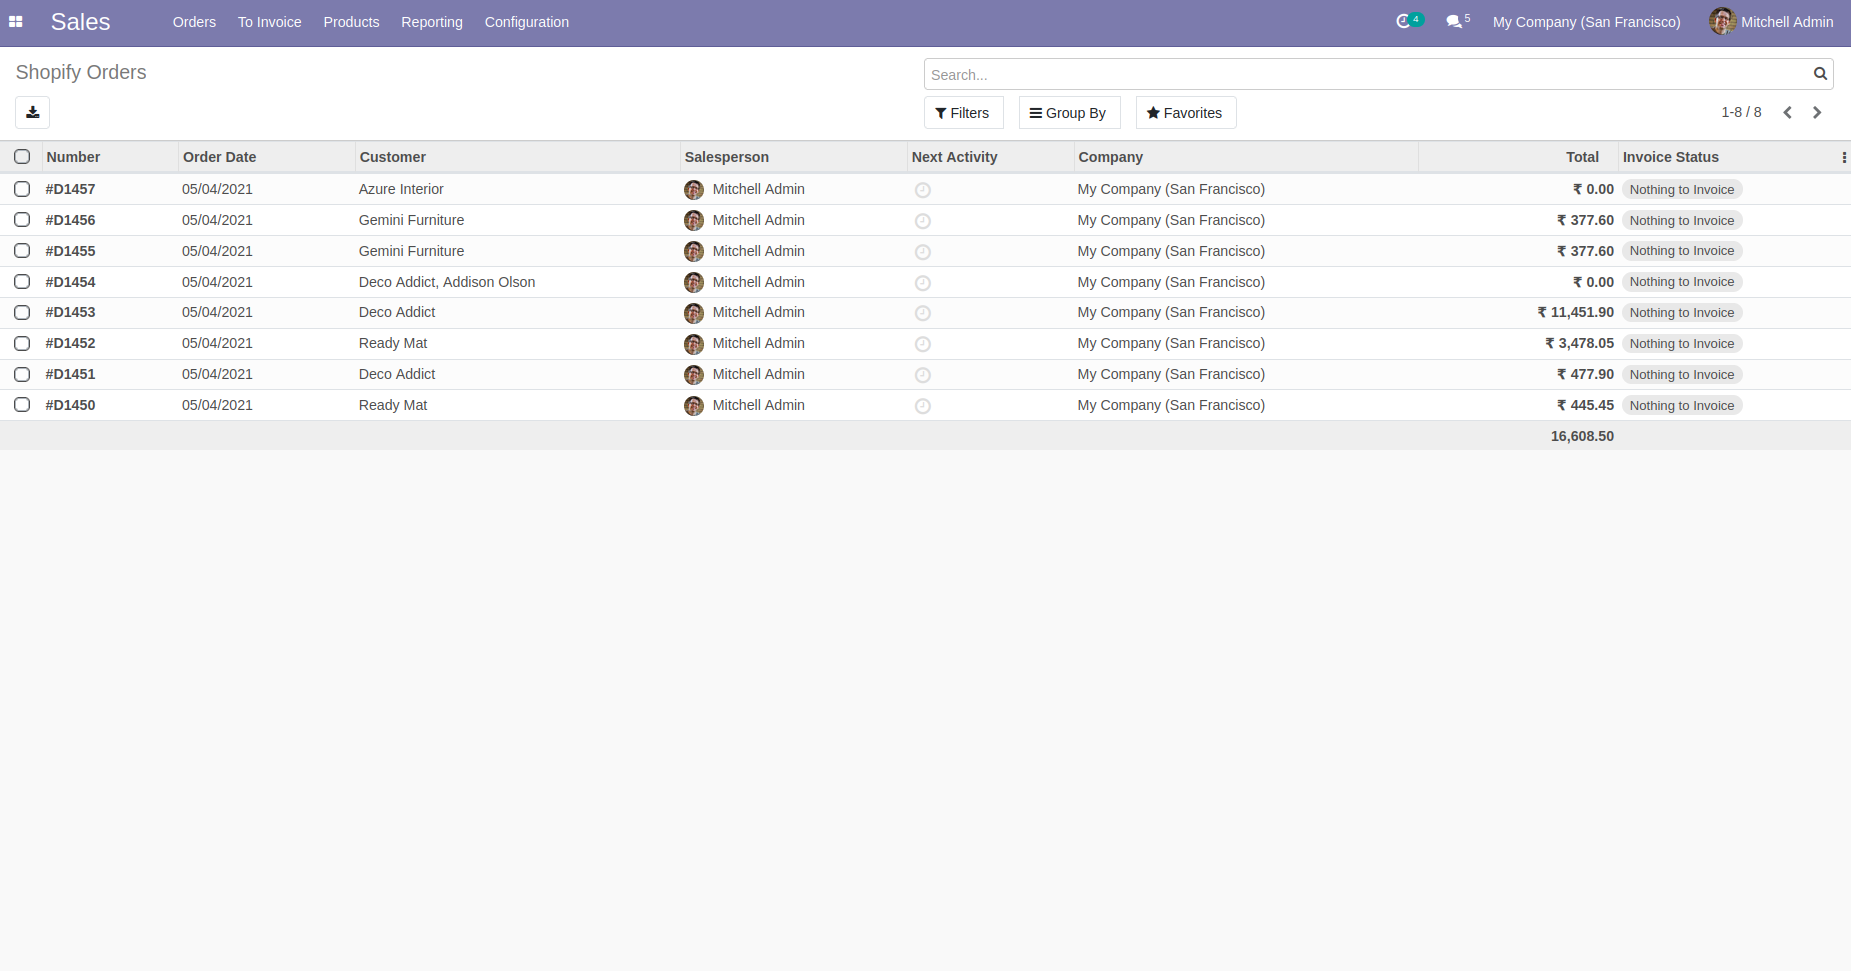 Sales Orders To Invoice Products Reporting Configuration 4 5 My Company (San Francisco) Mitchell Admin
Shopify Orders
Search...
Filters Group By Favorites 1-8 / 8
Number Order Date Customer Salesperson Next Activity Company Total Invoice Status
#D1457 05/04/2021 Azure Interior Mitchell Admin My Company (San Francisco) ₹ 0.00 Nothing to Invoice
#D1456 05/04/2021 Gemini Furniture Mitchell Admin My Company (San Francisco) ₹ 377.60 Nothing to Invoice
#D1455 05/04/2021 Gemini Furniture Mitchell Admin My Company (San Francisco) ₹ 377.60 Nothing to Invoice
#D1454 05/04/2021 Deco Addict, Addison Olson Mitchell Admin My Company (San Francisco) ₹ 0.00 Nothing to Invoice
#D1453 05/04/2021 Deco Addict Mitchell Admin My Company (San Francisco) ₹ 11,451.90 Nothing to Invoice
#D1452 05/04/2021 Ready Mat Mitchell Admin My Company (San Francisco) ₹ 3,478.05 Nothing to Invoice
#D1451 05/04/2021 Deco Addict Mitchell Admin My Company (San Francisco) ₹ 477.90 Nothing to Invoice
#D1450 05/04/2021 Ready Mat Mitchell Admin My Company (San Francisco) ₹ 445.45 Nothing to Invoice
16,608.50